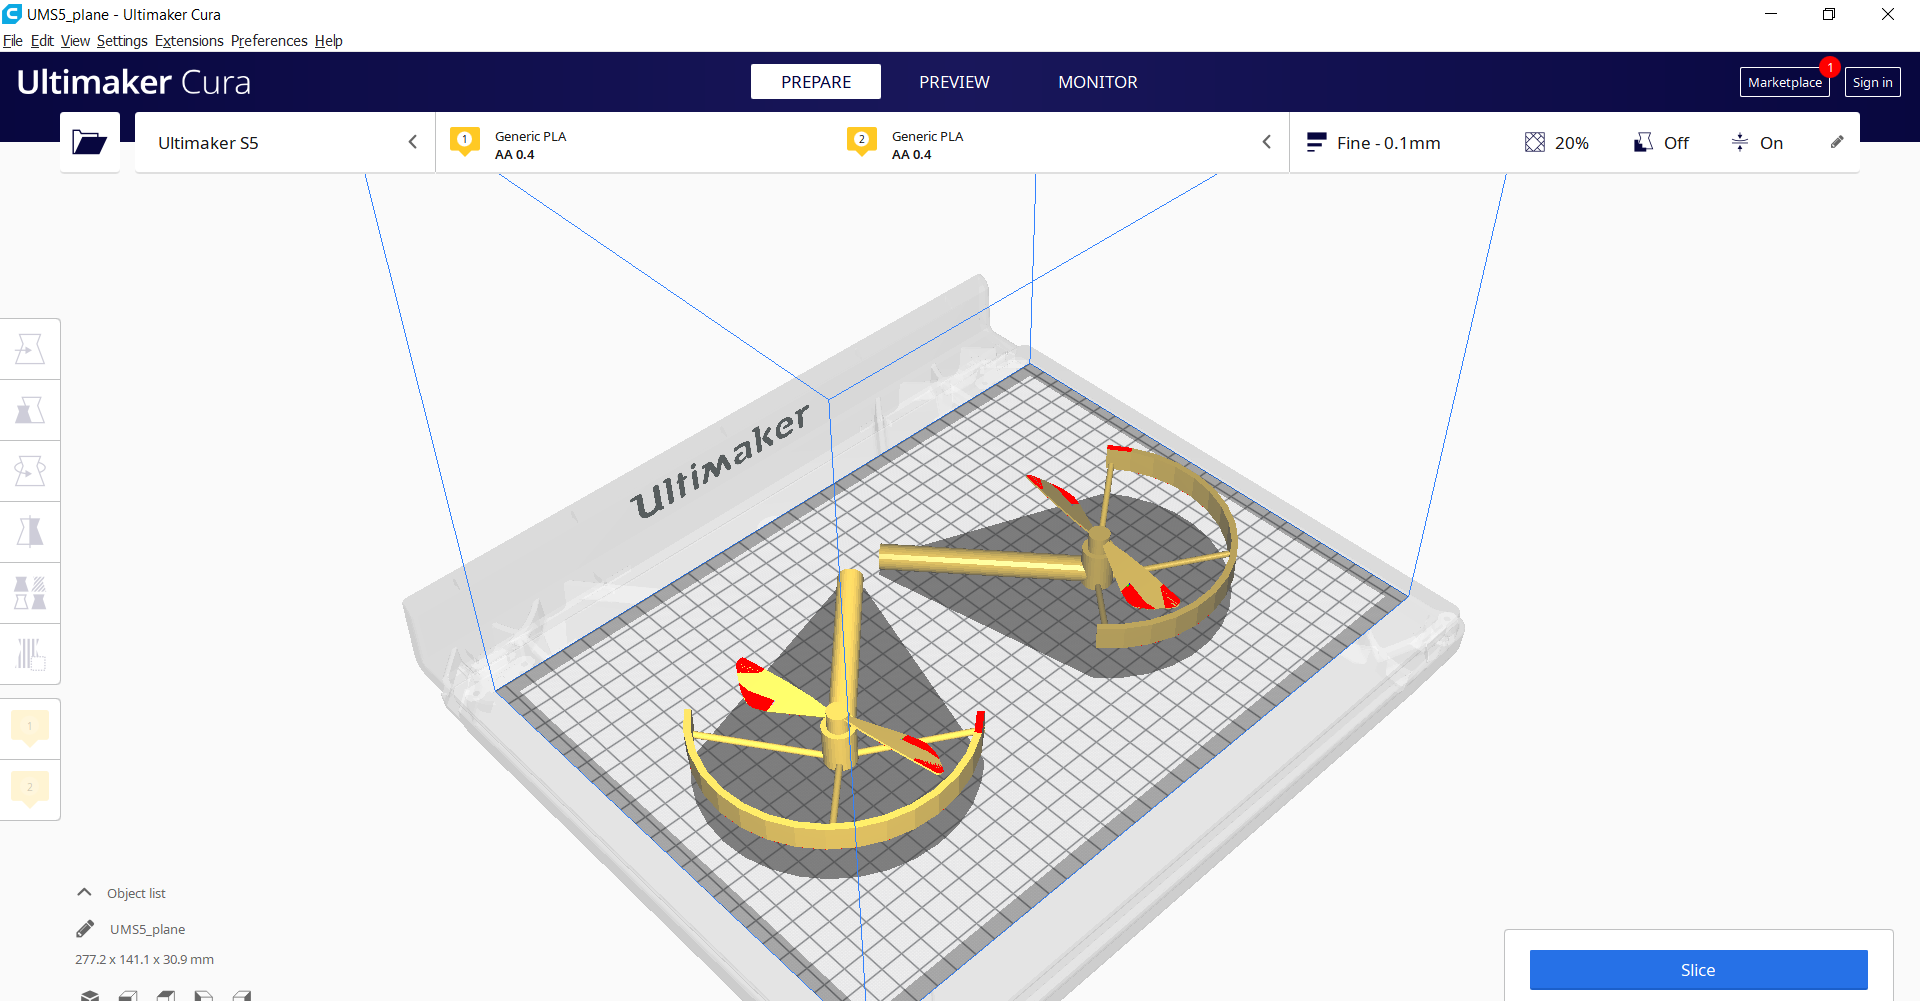 UMS5_plane - Ultimaker Cura
File Edit View Settings Extensions Preferences Help
Ultimaker Cura
PREPARE
PREVIEW
MONITOR
Marketplace
1
Sign in
Ultimaker S5
1
Generic PLA
AA 0.4
2
Generic PLA
AA 0.4
Fine - 0.1mm
20%
Off
On
Ultimaker
1
2
Object list
UMS5_plane
277.2 x 141.1 x 30.9 mm
Slice